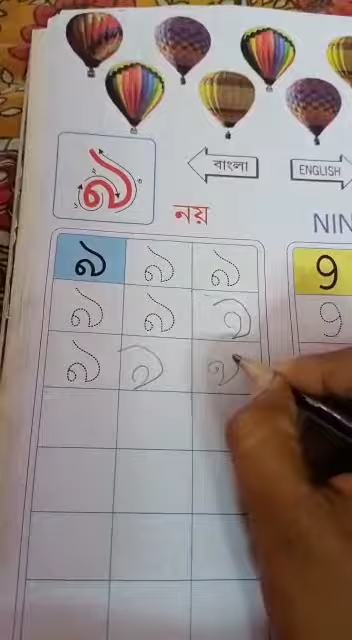 ৯
বাংলা ENGLISH
নয় NIN
৯ ৯ ৯ 9
৯ ৯ ৯ 9
৯ ৯ ৯